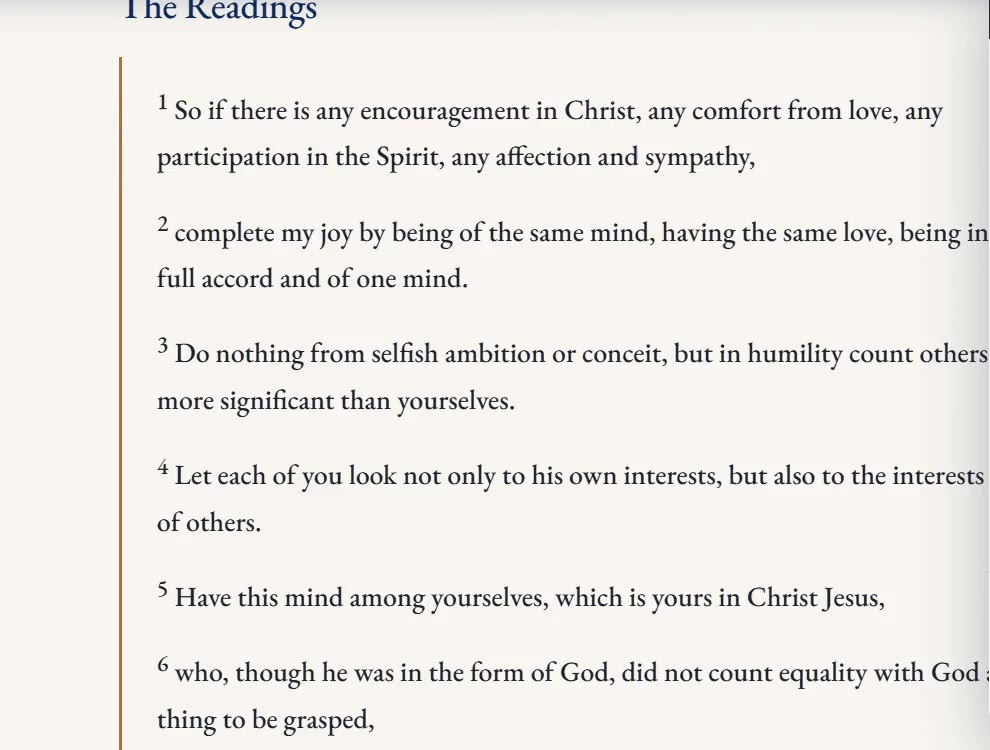 The Readings
1 So if there is any encouragement in Christ, any comfort from love, any
participation in the Spirit, any affection and sympathy,
2 complete my joy by being of the same mind, having the same love, being in
full accord and of one mind.
3 Do nothing from selfish ambition or conceit, but in humility count others
more significant than yourselves.
4 Let each of you look not only to his own interests, but also to the interests
of others.
5 Have this mind among yourselves, which is yours in Christ Jesus,
6 who, though he was in the form of God, did not count equality with God
thing to be grasped,